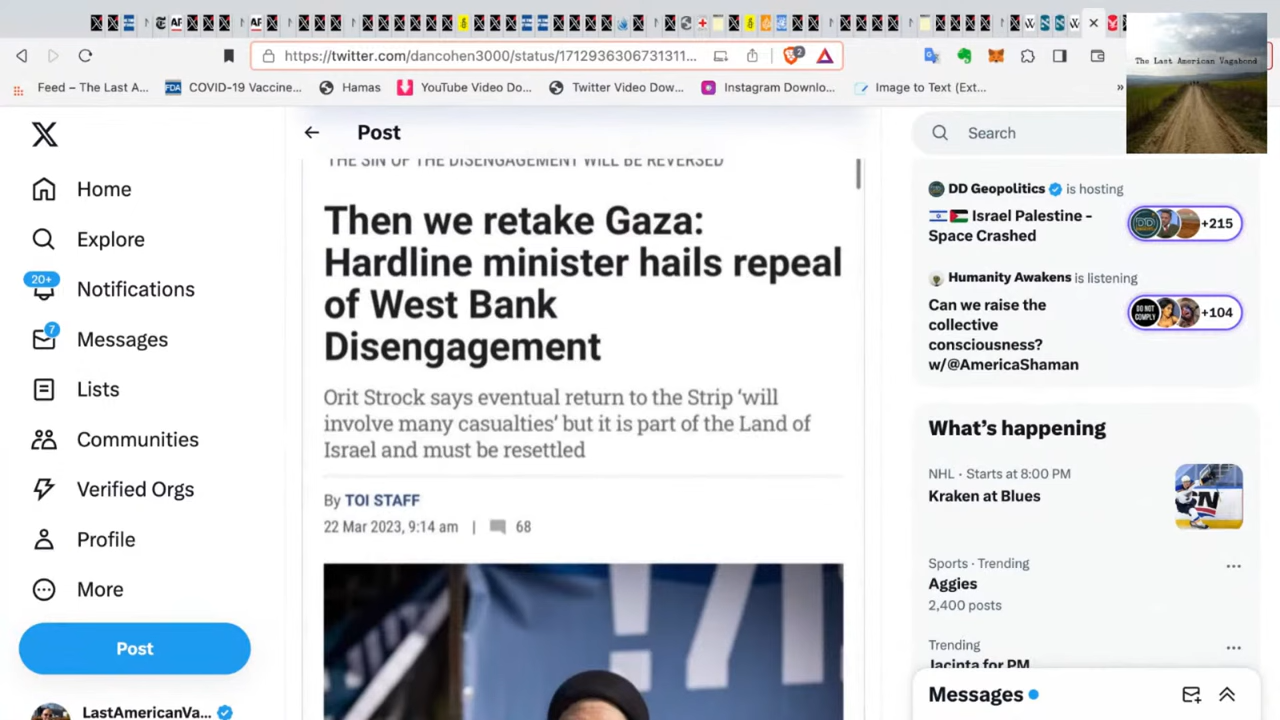 https://twitter.com/dancohen3000/status/1712936306731311...
2
Feed – The Last A...
FDA
COVID-19 Vaccine...
Hamas
YouTube Video Do...
Twitter Video Dow...
Instagram Downlo...
Image to Text (Ext...
»
The Last American Vagabond
X
Home
Explore
20+
Notifications
7
Messages
Lists
Communities
Verified Orgs
Profile
More
Post
LastAmericanVa...
Post
THE SIN OF THE DISENGAGEMENT WILL BE REVERSED
Then we retake Gaza:
Hardline minister hails repeal
of West Bank
Disengagement
Orit Strock says eventual return to the Strip ‘will
involve many casualties’ but it is part of the Land of
Israel and must be resettled
By TOI STAFF
22 Mar 2023, 9:14 am | 68
Search
DD Geopolitics is hosting
Israel Palestine -
Space Crashed
+215
Humanity Awakens is listening
Can we raise the
collective
consciousness?
w/@AmericaShaman
DO NOT
COMPLY
+104
What’s happening
NHL · Starts at 8:00 PM
Kraken at Blues
Sports · Trending
Aggies
2,400 posts
Trending
Jacinta for PM
Messages